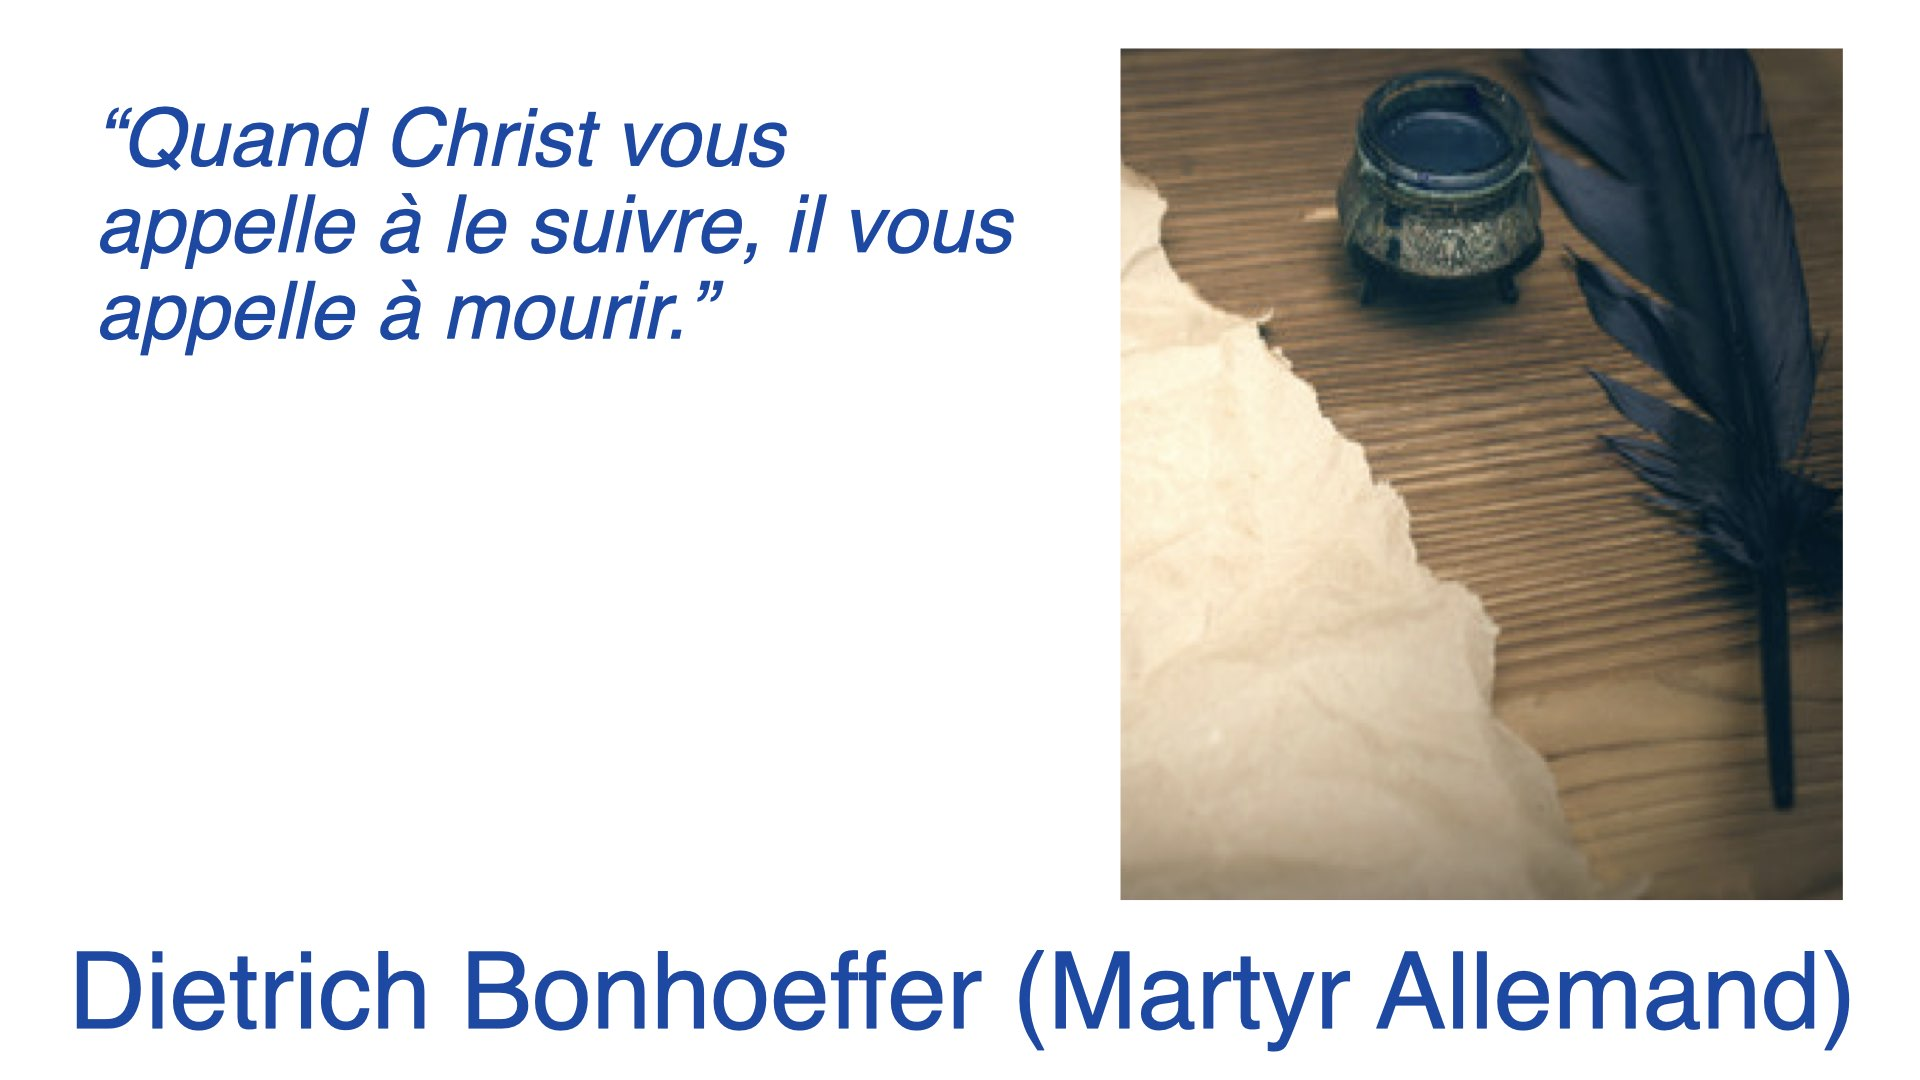 “Quand Christ vous
appelle à le suivre, il vous
appelle à mourir.”
Dietrich Bonhoeffer (Martyr Allemand)